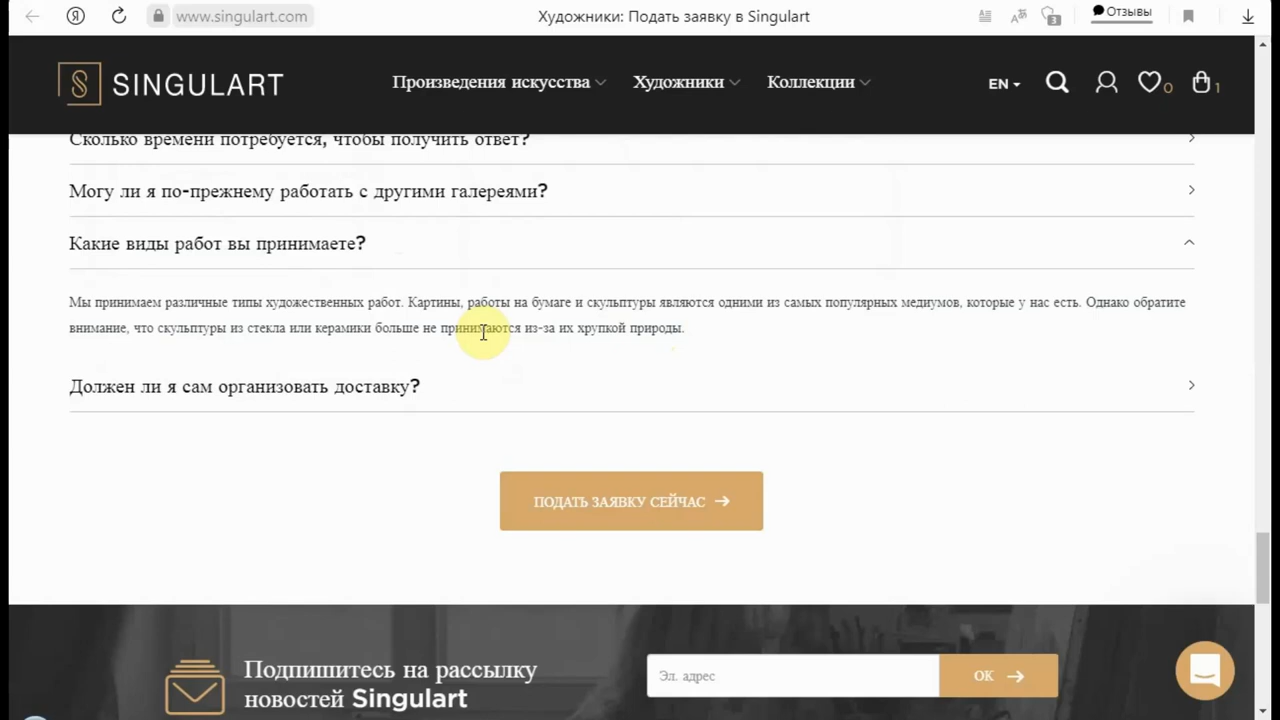 www.singulart.com
Художники: Подать заявку в Singulart
3
Отзывы
SINGULART
Произведения искусства
Художники
Коллекции
EN
0
1
Сколько времени потребуется, чтобы получить ответ?
Могу ли я по-прежнему работать с другими галереями?
Какие виды работ вы принимаете?
Мы принимаем различные типы художественных работ. Картины, работы на бумаге и скульптуры являются одними из самых популярных медиумов, которые у нас есть. Однако обратите
внимание, что скульптуры из стекла или керамики больше не принимаются из-за их хрупкой природы.
Должен ли я сам организовать доставку?
ПОДАТЬ ЗАЯВКУ СЕЙЧАС
Подпишитесь на рассылку
новостей Singulart
Эл. адрес
ОК